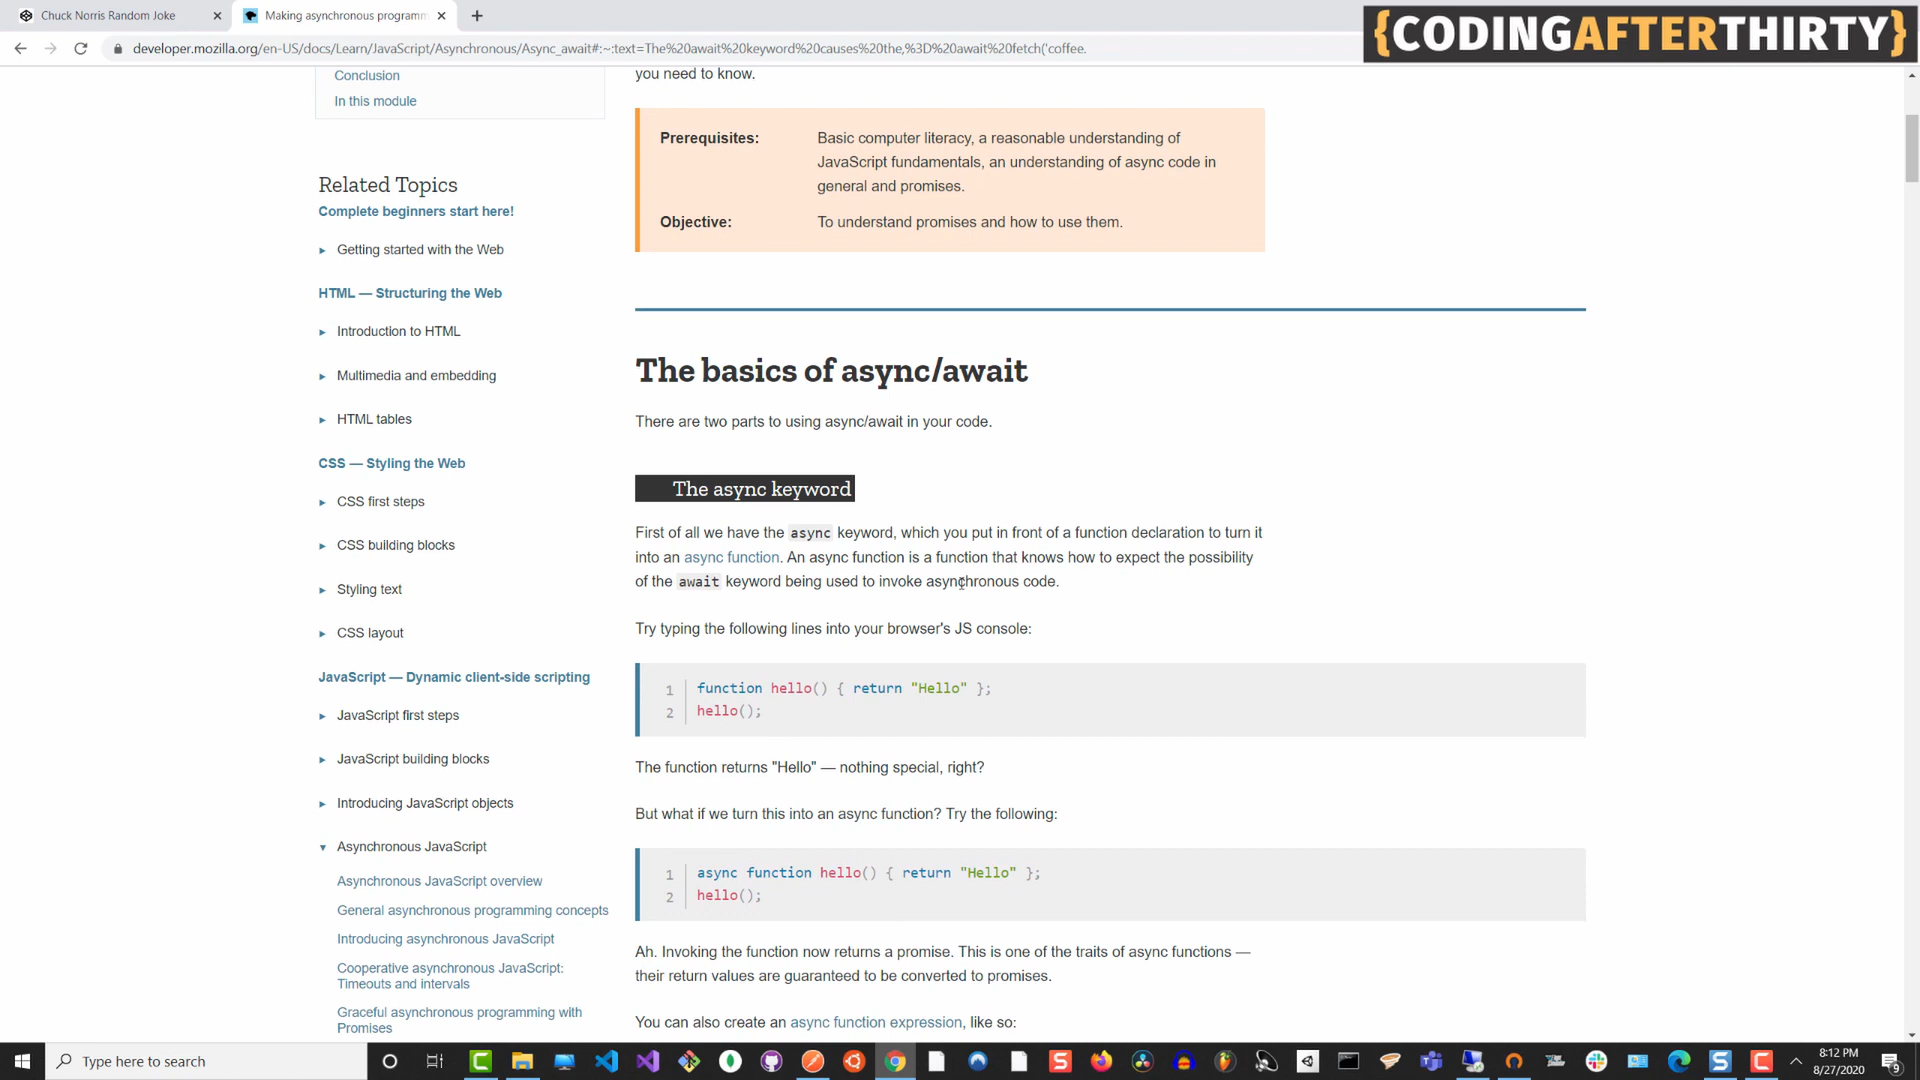 Chuck Norris Random Joke
Making asynchronous programm
{CODINGAFTERTHIRTY}
developer.mozilla.org/en-US/docs/Learn/JavaScript/Asynchronous/Async_await#:~:text=The%20await%20keyword%20causes%20the,%3D%20await%20fetch('coffee.
Conclusion
In this module
Related Topics
Complete beginners start here!
Getting started with the Web
HTML — Structuring the Web
Introduction to HTML
Multimedia and embedding
HTML tables
CSS — Styling the Web
CSS first steps
CSS building blocks
Styling text
CSS layout
JavaScript — Dynamic client-side scripting
JavaScript first steps
JavaScript building blocks
Introducing JavaScript objects
Asynchronous JavaScript
Asynchronous JavaScript overview
General asynchronous programming concepts
Introducing asynchronous JavaScript
Cooperative asynchronous JavaScript:
Timeouts and intervals
Graceful asynchronous programming with
Promises
you need to know.
Prerequisites: Basic computer literacy, a reasonable understanding of
JavaScript fundamentals, an understanding of async code in
general and promises.
Objective: To understand promises and how to use them.
The basics of async/await
There are two parts to using async/await in your code.
The async keyword
First of all we have the async keyword, which you put in front of a function declaration to turn it
into an async function. An async function is a function that knows how to expect the possibility
of the await keyword being used to invoke asynchronous code.
Try typing the following lines into your browser's JS console:
1 function hello() { return "Hello" };
2 hello();
The function returns "Hello" — nothing special, right?
But what if we turn this into an async function? Try the following:
1 async function hello() { return "Hello" };
2 hello();
Ah. Invoking the function now returns a promise. This is one of the traits of async functions —
their return values are guaranteed to be converted to promises.
You can also create an async function expression, like so:
Type here to search
8:12 PM
8/27/2020
9